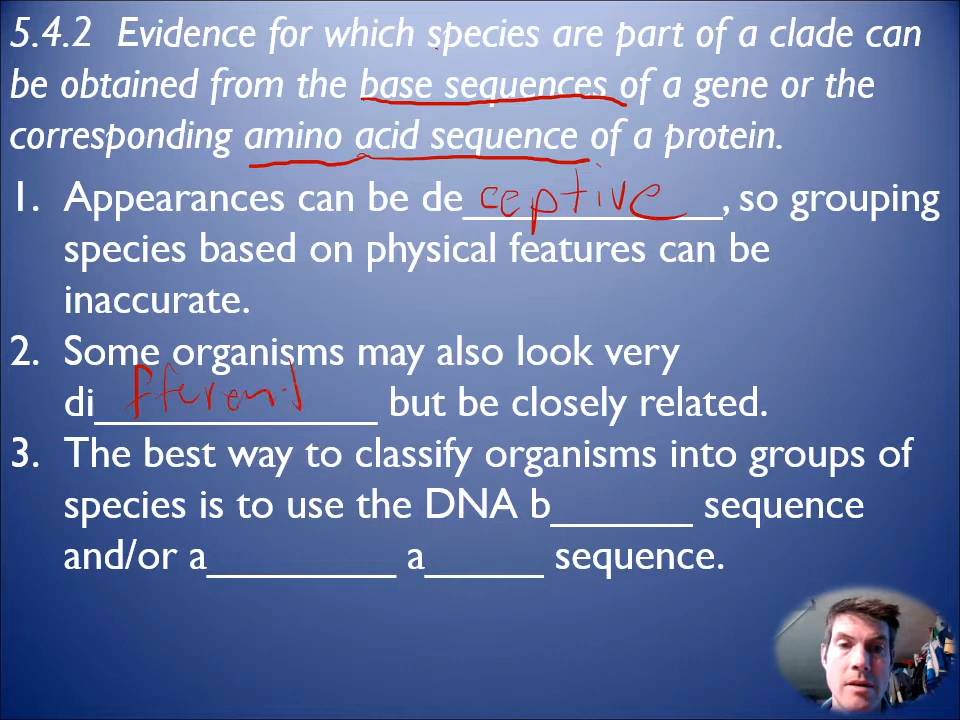 5.4.2 Evidence for which species are part of a clade can
be obtained from the base sequences of a gene or the
corresponding amino acid sequence of a protein.
1. Appearances can be deceptive, so grouping
species based on physical features can be
inaccurate.
2. Some organisms may also look very
different but be closely related.
3. The best way to classify organisms into groups of
species is to use the DNA b______ sequence
and/or a________ a_____ sequence.